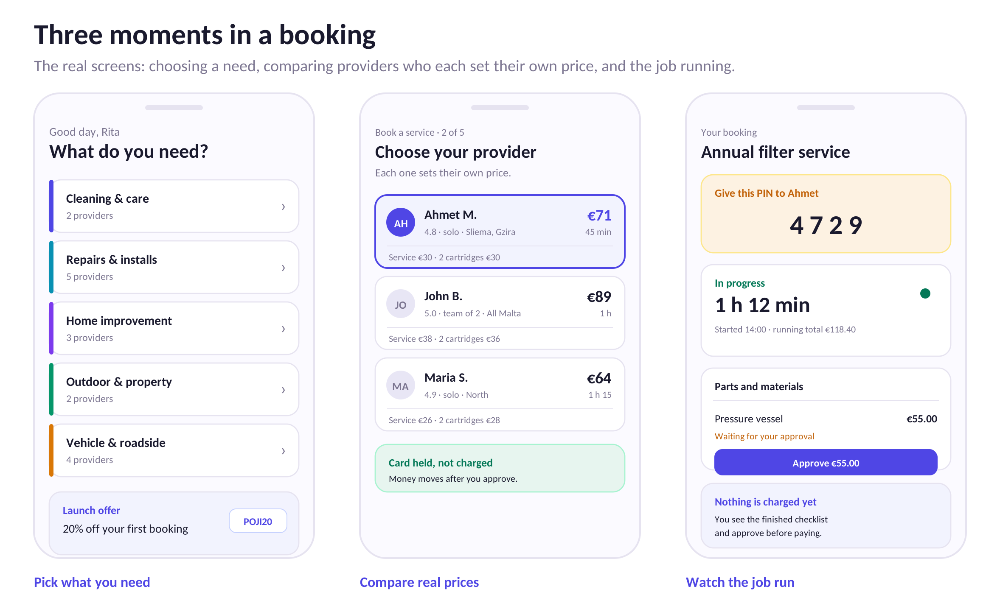 Three moments in a booking
The real screens: choosing a need, comparing providers who each set their own price, and the job running.
Good day, Rita
What do you need?
Cleaning & care
2 providers
›
Repairs & installs
5 providers
›
Home improvement
3 providers
›
Outdoor & property
2 providers
›
Vehicle & roadside
4 providers
›
Launch offer
20% off your first booking
POJI20
Pick what you need
Book a service · 2 of 5
Choose your provider
Each one sets their own price.
AH
Ahmet M.
€71
4.8 · solo · Sliema, Gzira
45 min
Service €30 · 2 cartridges €30
JO
John B.
€89
5.0 · team of 2 · All Malta
1 h
Service €38 · 2 cartridges €36
MA
Maria S.
€64
4.9 · solo · North
1 h 15
Service €26 · 2 cartridges €28
Card held, not charged
Money moves after you approve.
Compare real prices
Your booking
Annual filter service
Give this PIN to Ahmet
4 7 2 9
In progress
1 h 12 min
Started 14:00 · running total €118.40
Parts and materials
Pressure vessel
€55.00
Waiting for your approval
Approve €55.00
Nothing is charged yet
You see the finished checklist
and approve before paying.
Watch the job run